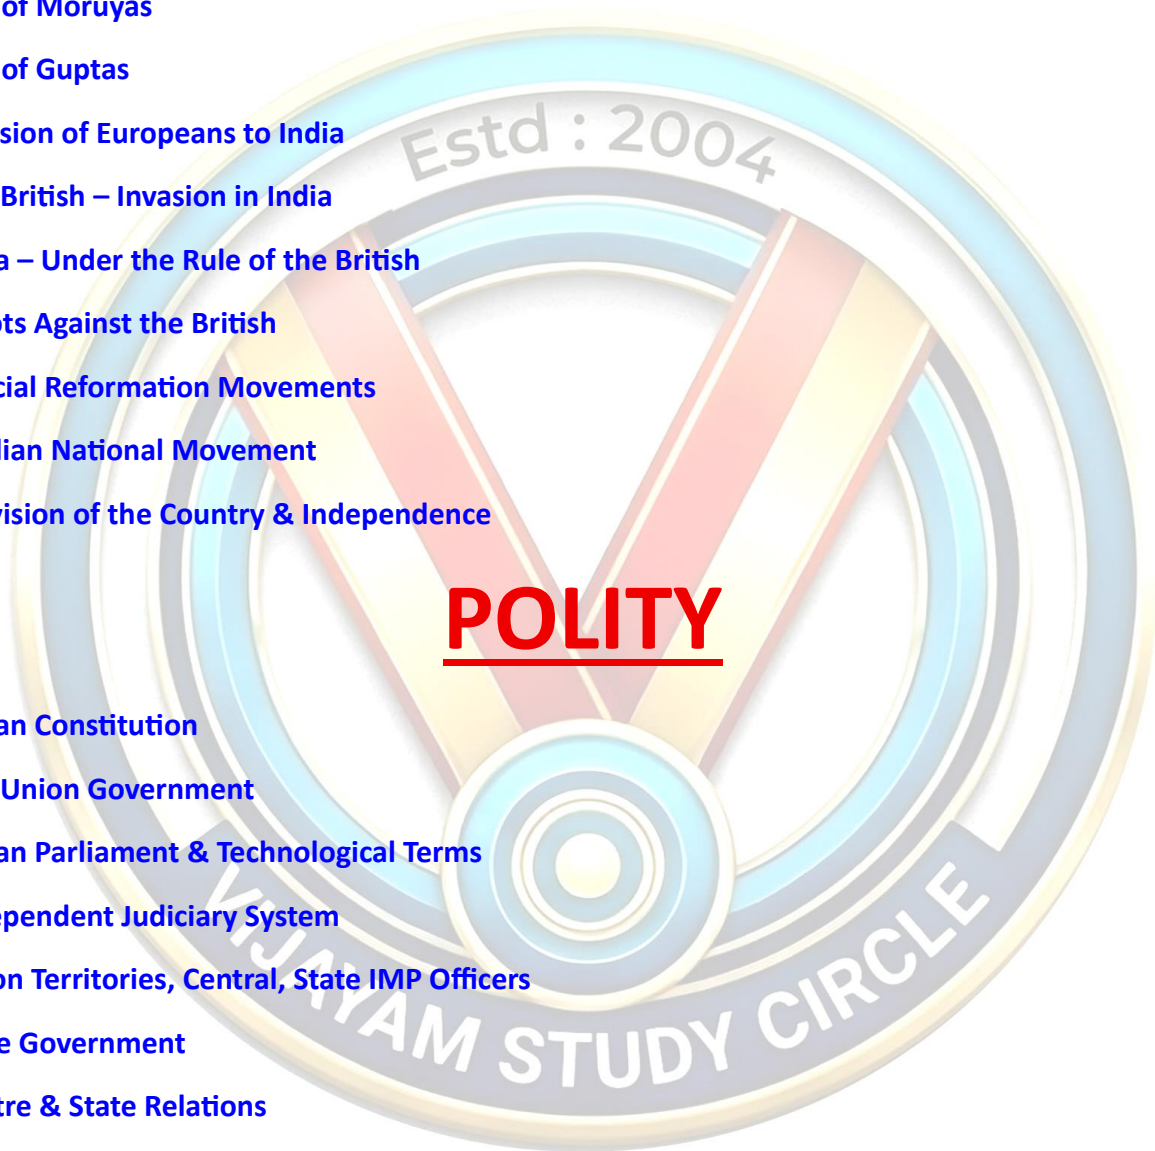 of Moruyas
of Guptas
sion of Europeans to India
British – Invasion in India
a – Under the Rule of the British
ots Against the British
cial Reformation Movements
lian National Movement
vision of the Country & Independence
POLITY
an Constitution
Union Government
an Parliament & Technological Terms
ependent Judiciary System
on Territories, Central, State IMP Officers
e Government
tre & State Relations
Estd : 2004
VIJAYAM STUDY CIRCLE